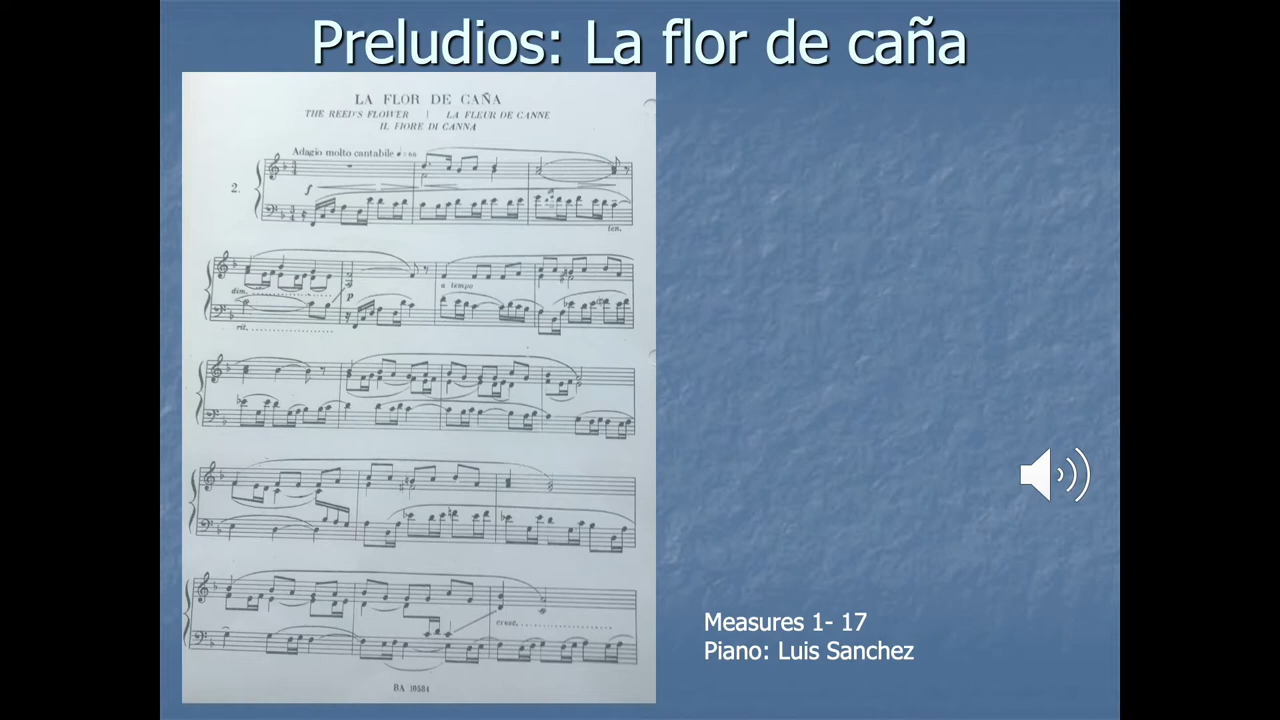 Preludios: La flor de caña
LA FLOR DE CAÑA
THE REED'S FLOWER | LA FLEUR DE CANNE
IL FIORE DI CANNA
Adagio molto cantabile ♩=66
2.
f
ten.
dim.
p
a tempo
rit.
cresc.
BA 10584
Measures 1- 17
Piano: Luis Sanchez